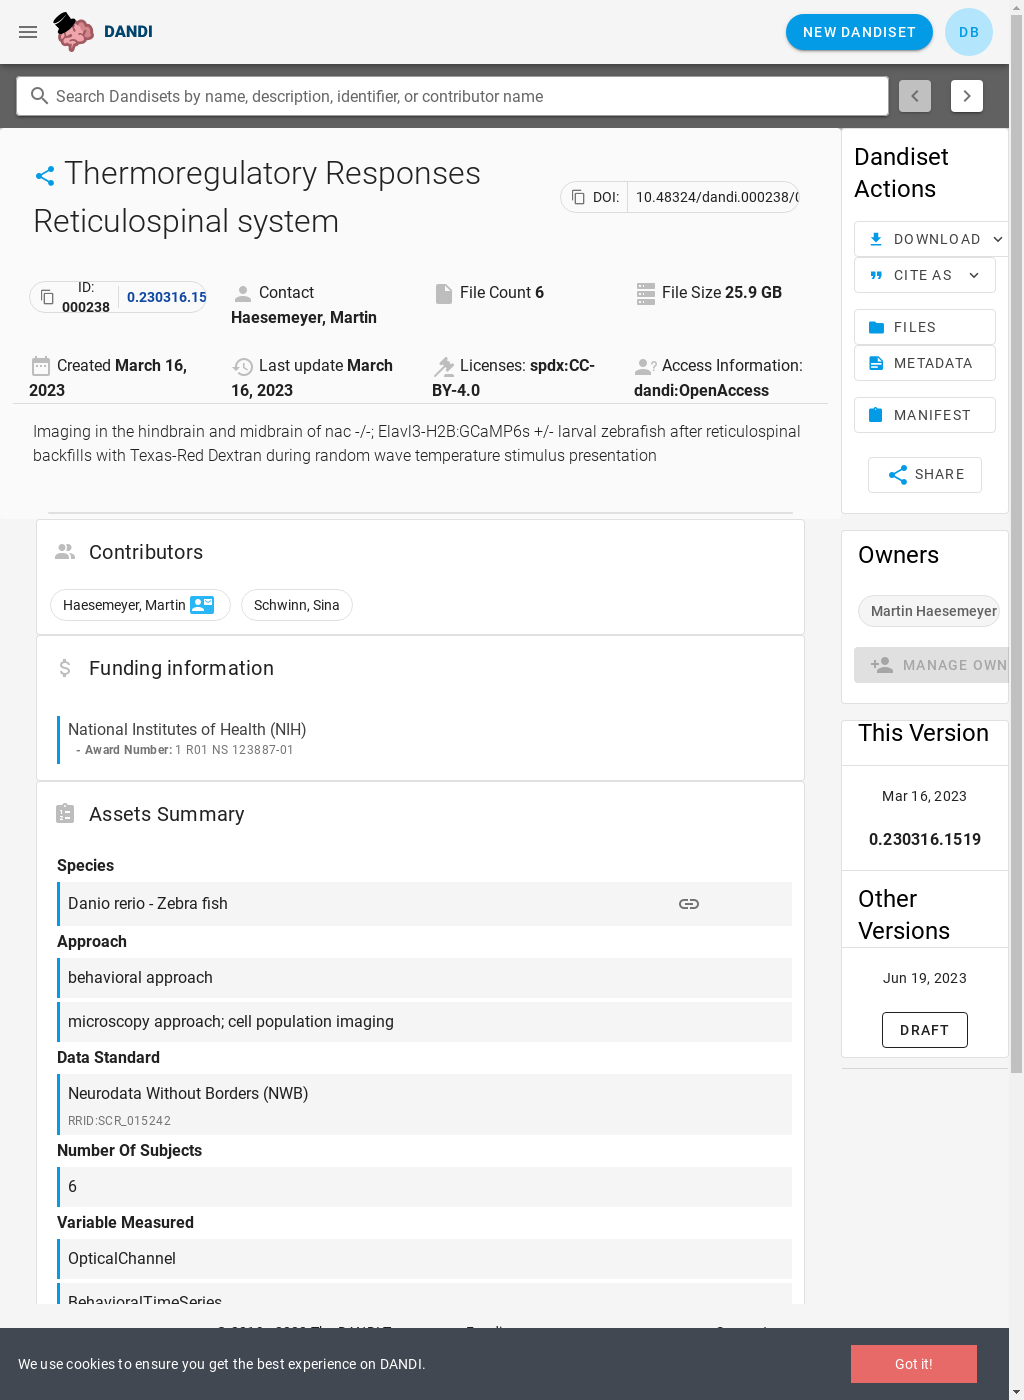 DANDI
NEW DANDISET
DB
Search Dandisets by name, description, identifier, or contributor name
Thermoregulatory Responses
Reticulospinal system
DOI: 10.48324/dandi.000238/0
ID:
000238
0.230316.15
Contact
Haesemeyer, Martin
File Count 6
File Size 25.9 GB
Created March 16,
2023
Last update March
16, 2023
Licenses: spdx:CC-
BY-4.0
Access Information:
dandi:OpenAccess
Imaging in the hindbrain and midbrain of nac -/-; Elavl3-H2B:GCaMP6s +/- larval zebrafish after reticulospinal
backfills with Texas-Red Dextran during random wave temperature stimulus presentation
Contributors
Haesemeyer, Martin
Schwinn, Sina
Funding information
National Institutes of Health (NIH)
- Award Number: 1 R01 NS 123887-01
Assets Summary
Species
Danio rerio - Zebra fish
Approach
behavioral approach
microscopy approach; cell population imaging
Data Standard
Neurodata Without Borders (NWB)
RRID:SCR_015242
Number Of Subjects
6
Variable Measured
OpticalChannel
BehavioralTimeSeries
Dandiset
Actions
DOWNLOAD
CITE AS
FILES
METADATA
MANIFEST
SHARE
Owners
Martin Haesemeyer
MANAGE OWN
This Version
Mar 16, 2023
0.230316.1519
Other
Versions
Jun 19, 2023
DRAFT
We use cookies to ensure you get the best experience on DANDI.
Got it!